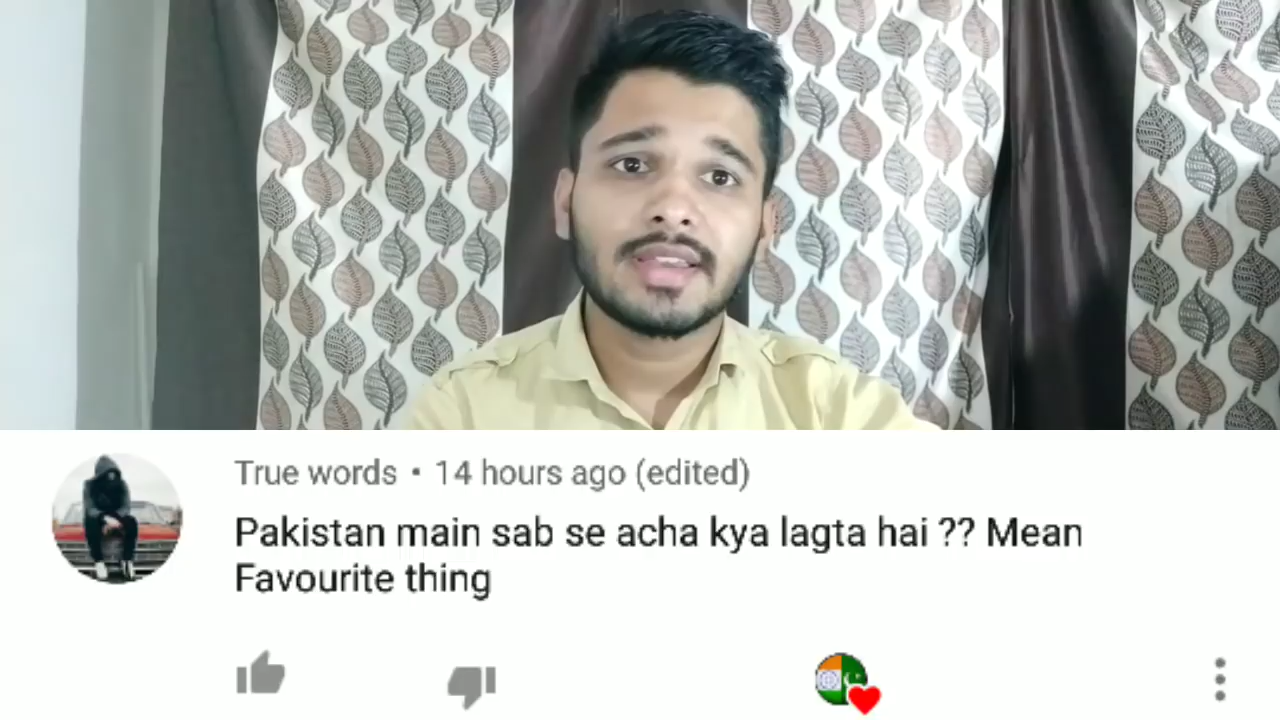 True words • 14 hours ago (edited)
Pakistan main sab se acha kya lagta hai ?? Mean
Favourite thing